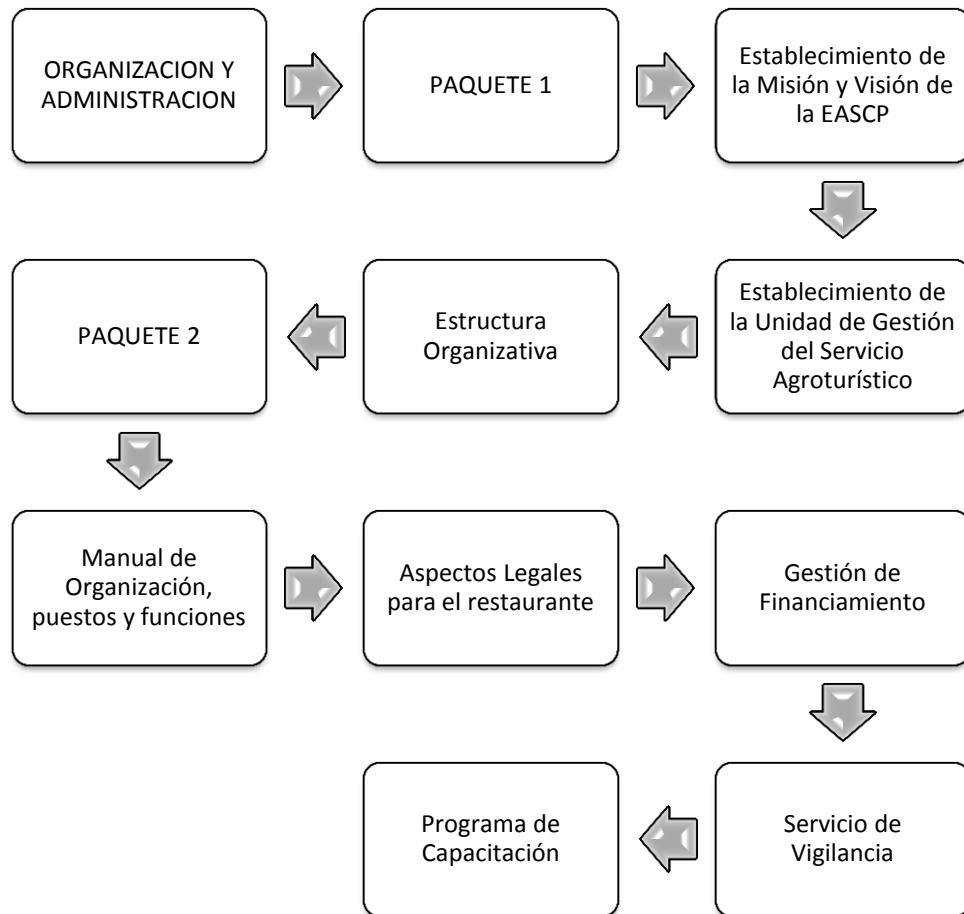 ORGANIZACION Y
ADMINISTRACION
PAQUETE 1
Establecimiento de
la Misión y Visión de
la EASCP
Establecimiento de
la Unidad de Gestión
del Servicio
Agroturístico
Estructura
Organizativa
PAQUETE 2
Manual de
Organización,
puestos y funciones
Aspectos Legales
para el restaurante
Gestión de
Financiamiento
Servicio de
Vigilancia
Programa de
Capacitación